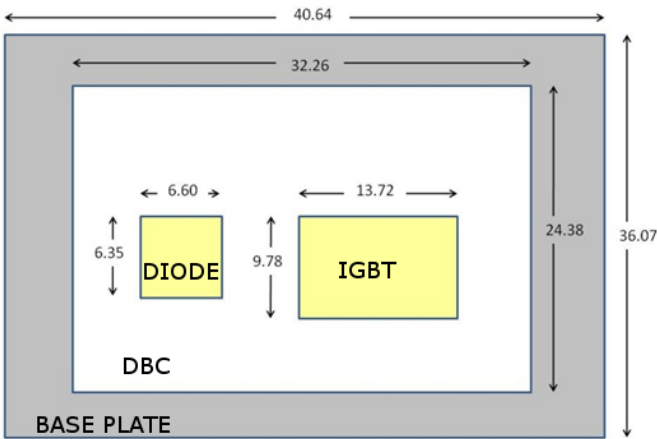 40.64
32.26
6.60
13.72
6.35
9.78
24.38
36.07
DIODE
IGBT
DBC
BASE PLATE